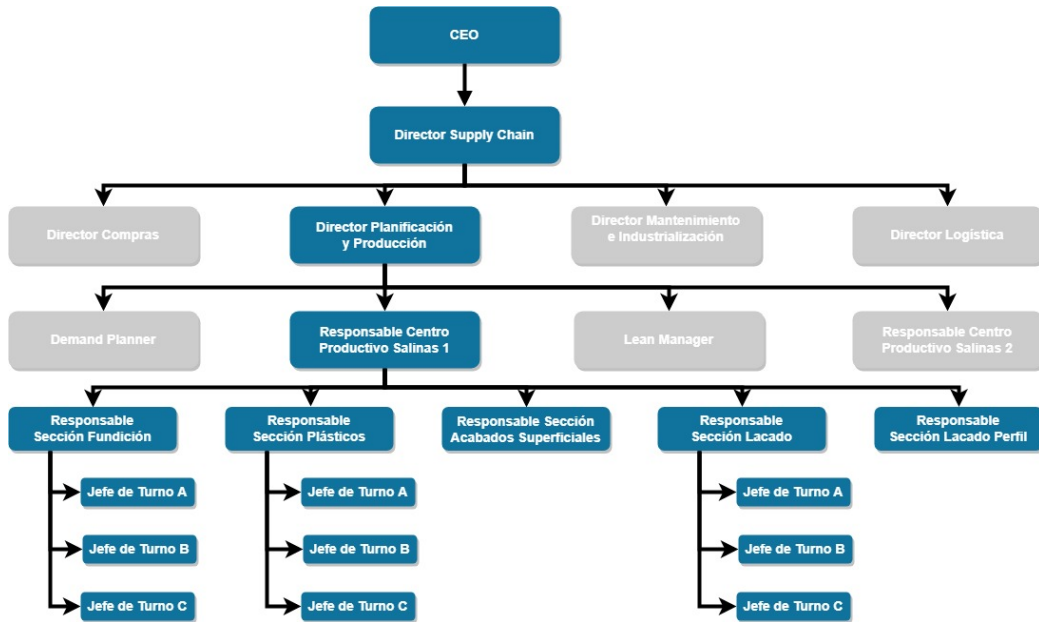 CEO
Director Supply Chain
Director Compras
Director Planificación
y Producción
Director Mantenimiento
e Industrialización
Director Logística
Demand Planner
Responsable Centro
Productivo Salinas 1
Lean Manager
Responsable Centro
Productivo Salinas 2
Responsable
Sección Fundición
Responsable
Sección Plásticos
Responsable Sección
Acabados Superficiales
Responsable
Sección Lacado
Responsable
Sección Lacado Perfil
Jefe de Turno A
Jefe de Turno A
Jefe de Turno A
Jefe de Turno B
Jefe de Turno B
Jefe de Turno B
Jefe de Turno C
Jefe de Turno C
Jefe de Turno C